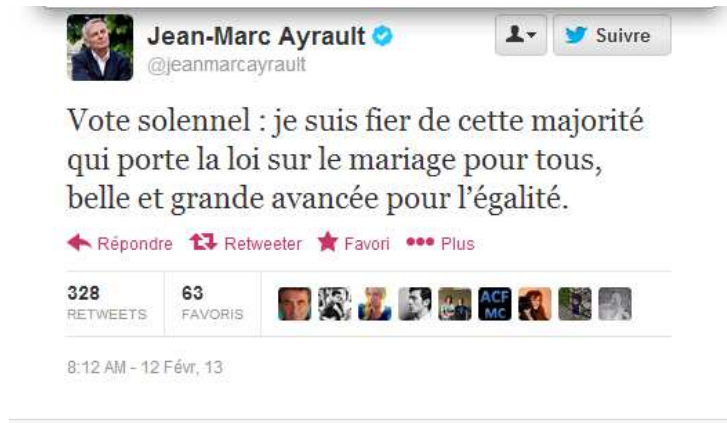 Jean-Marc Ayrault
Suivre
@jeanmarcayrault
Vote solennel : je suis fier de cette majorité
qui porte la loi sur le mariage pour tous,
belle et grande avancée pour l’égalité.
Répondre Retweeter Favori Plus
328 63
RETWEETS FAVORIS
ACF
MC
8:12 AM - 12 Févr, 13